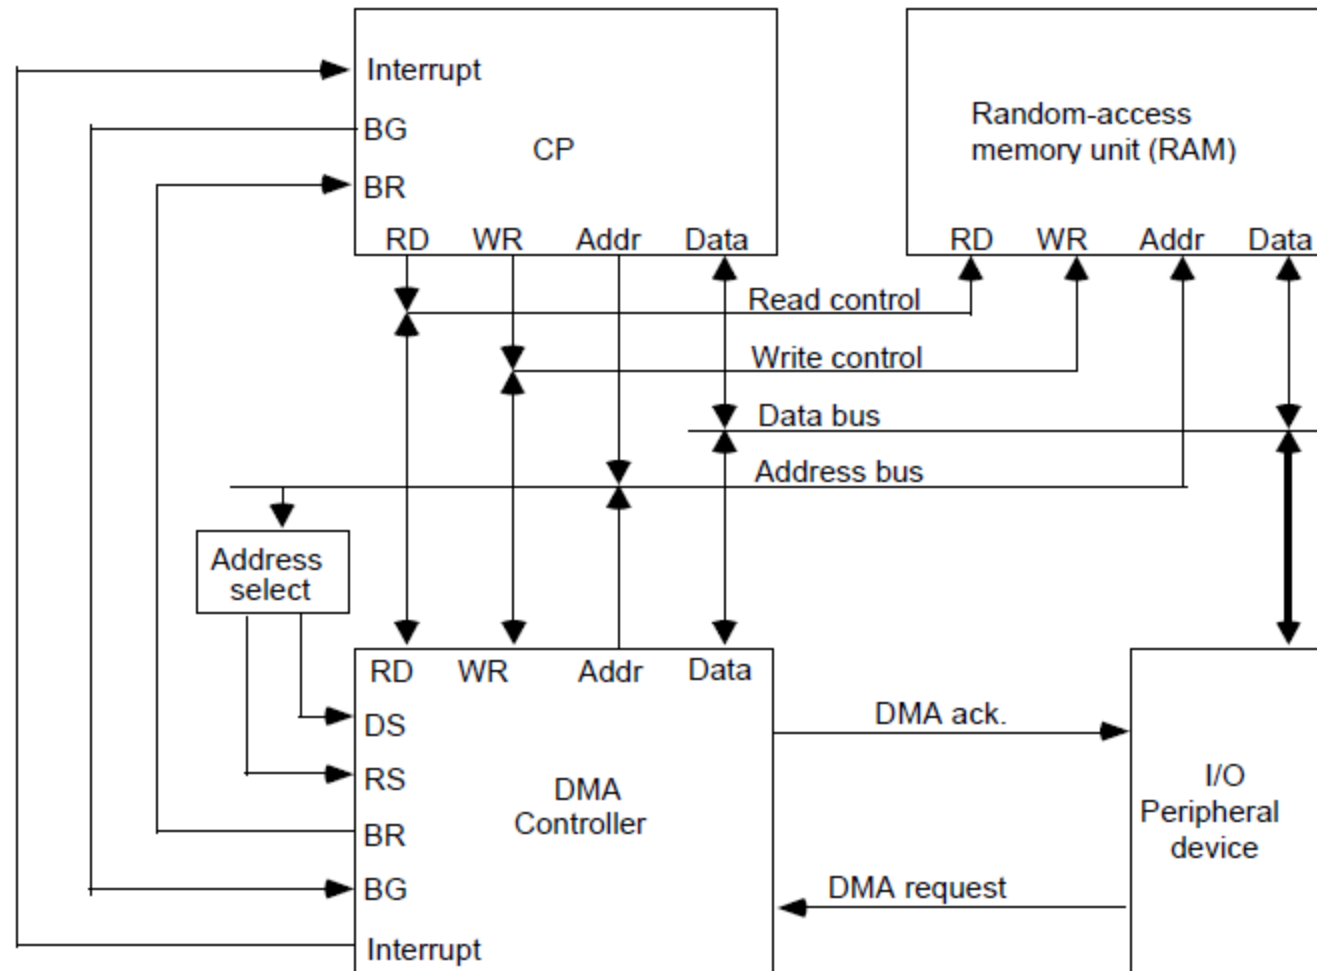 Interrupt
BG
CP
BR
RD WR Addr Data
Random-access
memory unit (RAM)
RD WR Addr Data
Read control
Write control
Data bus
Address bus
Address
select
RD WR Addr Data
DS
RS
DMA
Controller
BR
BG
Interrupt
DMA ack.
DMA request
I/O
Peripheral
device